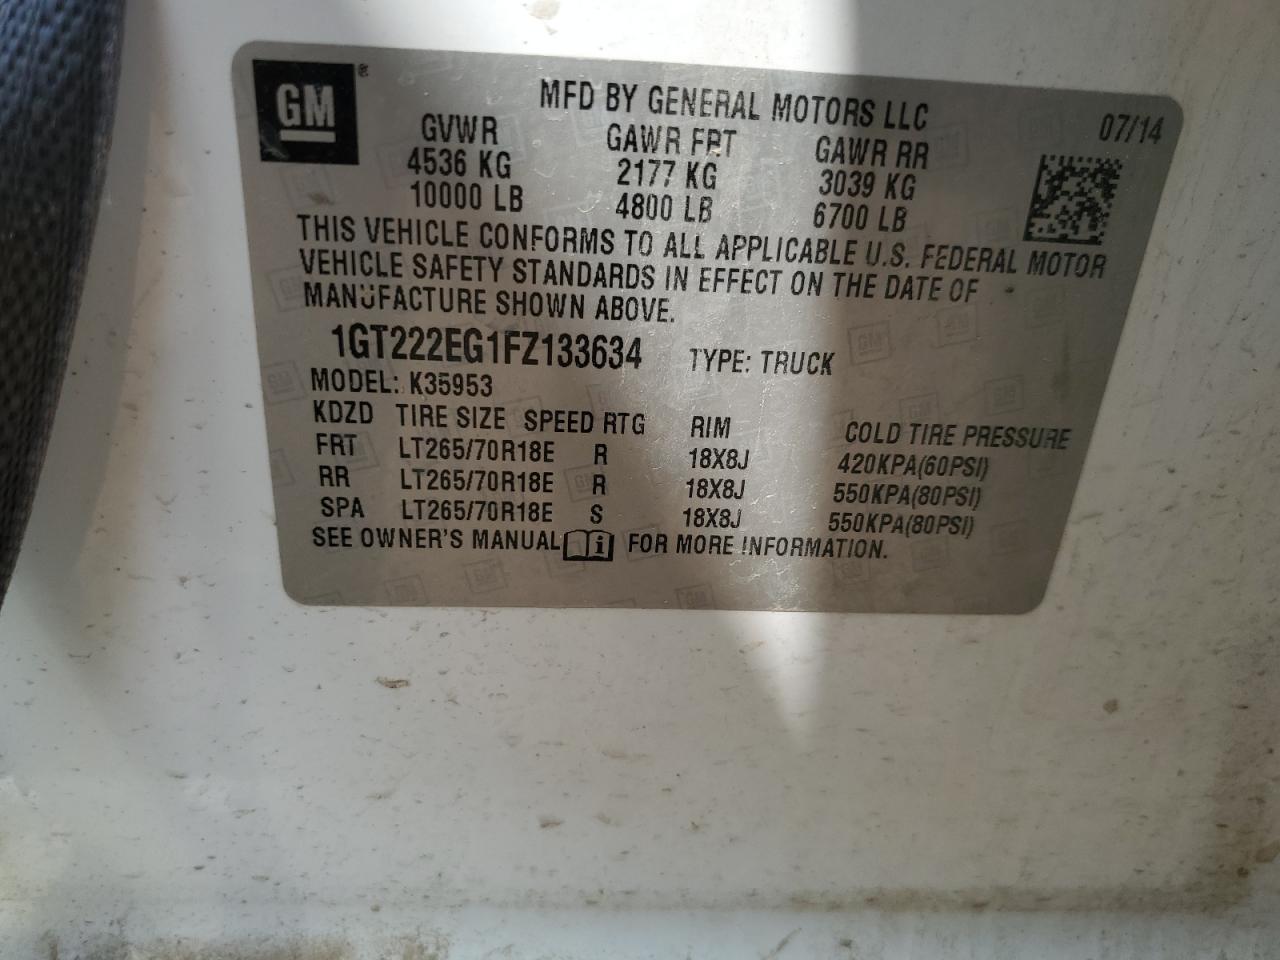 GM®
MFD BY GENERAL MOTORS LLC
07/14
GVWR GAWR FRT GAWR RR
4536 KG 2177 KG 3039 KG
10000 LB 4800 LB 6700 LB
THIS VEHICLE CONFORMS TO ALL APPLICABLE U.S. FEDERAL MOTOR
VEHICLE SAFETY STANDARDS IN EFFECT ON THE DATE OF
MANUFACTURE SHOWN ABOVE.
1GT222EG1FZ133634 TYPE: TRUCK
MODEL: K35953
KDZD TIRE SIZE SPEED RTG RIM COLD TIRE PRESSURE
FRT LT265/70R18E R 18X8J 420KPA(60PSI)
RR LT265/70R18E R 18X8J 550KPA(80PSI)
SPA LT265/70R18E S 18X8J 550KPA(80PSI)
SEE OWNER'S MANUAL i FOR MORE INFORMATION.